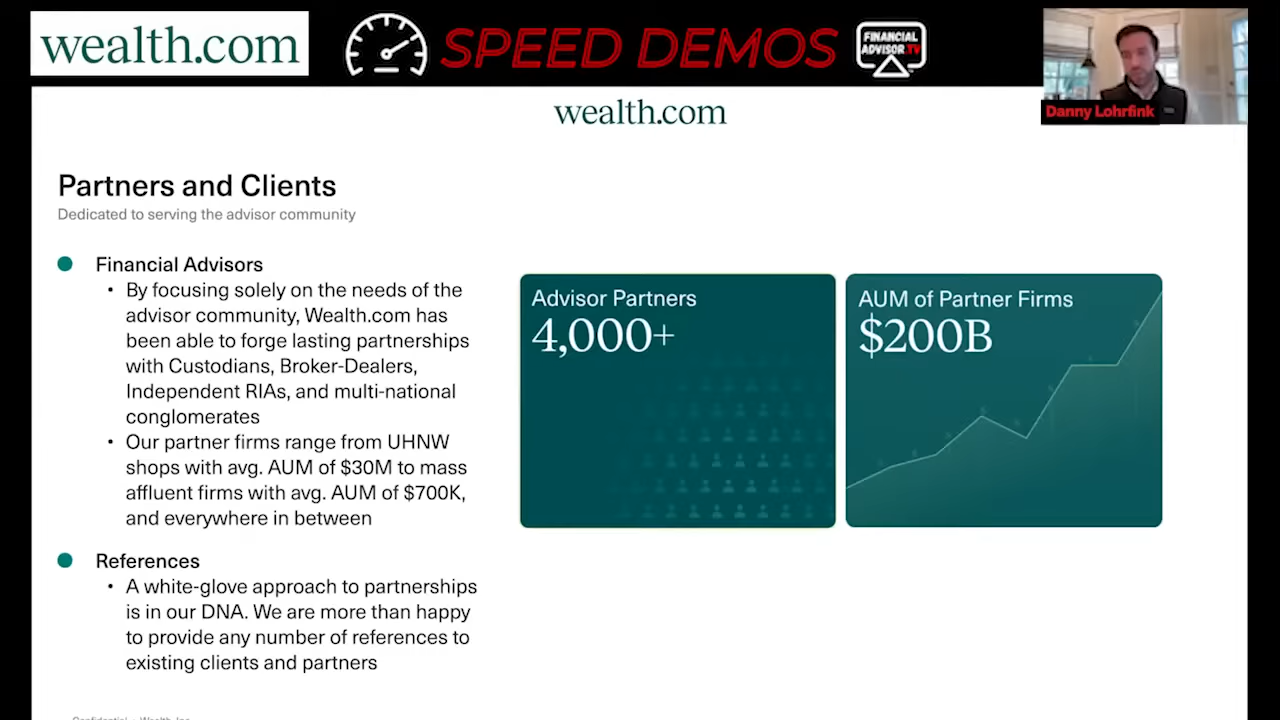 wealth.com
SPEED DEMOS
FINANCIAL
ADVISOR.TV
Danny Lohrfink
wealth.com
Partners and Clients
Dedicated to serving the advisor community
Financial Advisors
• By focusing solely on the needs of the
advisor community, Wealth.com has
been able to forge lasting partnerships
with Custodians, Broker-Dealers,
Independent RIAs, and multi-national
conglomerates
• Our partner firms range from UHNW
shops with avg. AUM of $30M to mass
affluent firms with avg. AUM of $700K,
and everywhere in between
References
• A white-glove approach to partnerships
is in our DNA. We are more than happy
to provide any number of references to
existing clients and partners
Advisor Partners
4,000+
AUM of Partner Firms
$200B